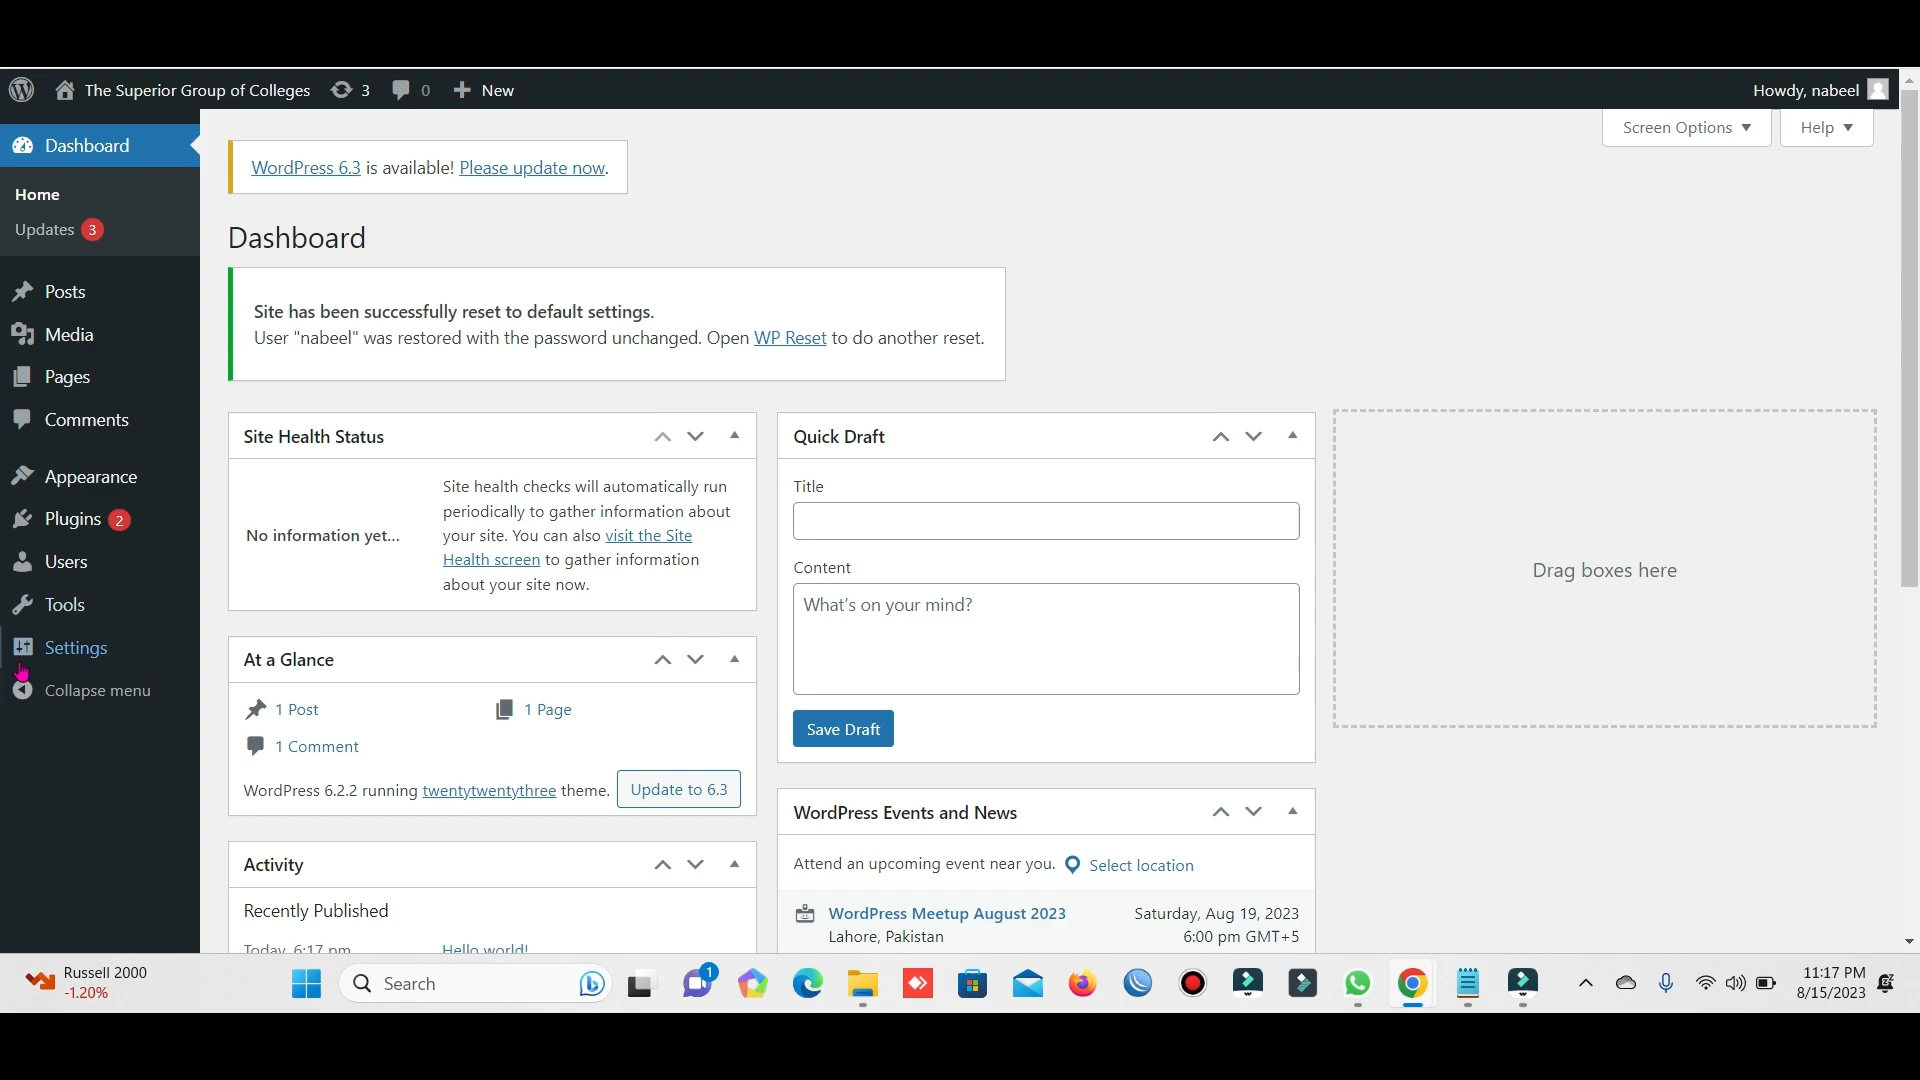 The Superior Group of Colleges 3 0 New
Howdy, nabeel
Dashboard
Home
Updates 3
Posts
Media
Pages
Comments
Appearance
Plugins 2
Users
Tools
Settings
Collapse menu
Screen Options Help
WordPress 6.3 is available! Please update now.
Dashboard
Site has been successfully reset to default settings.
User "nabeel" was restored with the password unchanged. Open WP Reset to do another reset.
Site Health Status
No information yet...
Site health checks will automatically run
periodically to gather information about
your site. You can also visit the Site
Health screen to gather information
about your site now.
At a Glance
1 Post 1 Page
1 Comment
WordPress 6.2.2 running twentytwentythree theme. Update to 6.3
Activity
Recently Published
Today, 6:17 pm Hello world!
Quick Draft
Title
Content
What's on your mind?
Save Draft
WordPress Events and News
Attend an upcoming event near you. Select location
WordPress Meetup August 2023 Saturday, Aug 19, 2023
Lahore, Pakistan 6:00 pm GMT+5
Drag boxes here
Russell 2000
-1.20%
Search
1
11:17 PM
8/15/2023